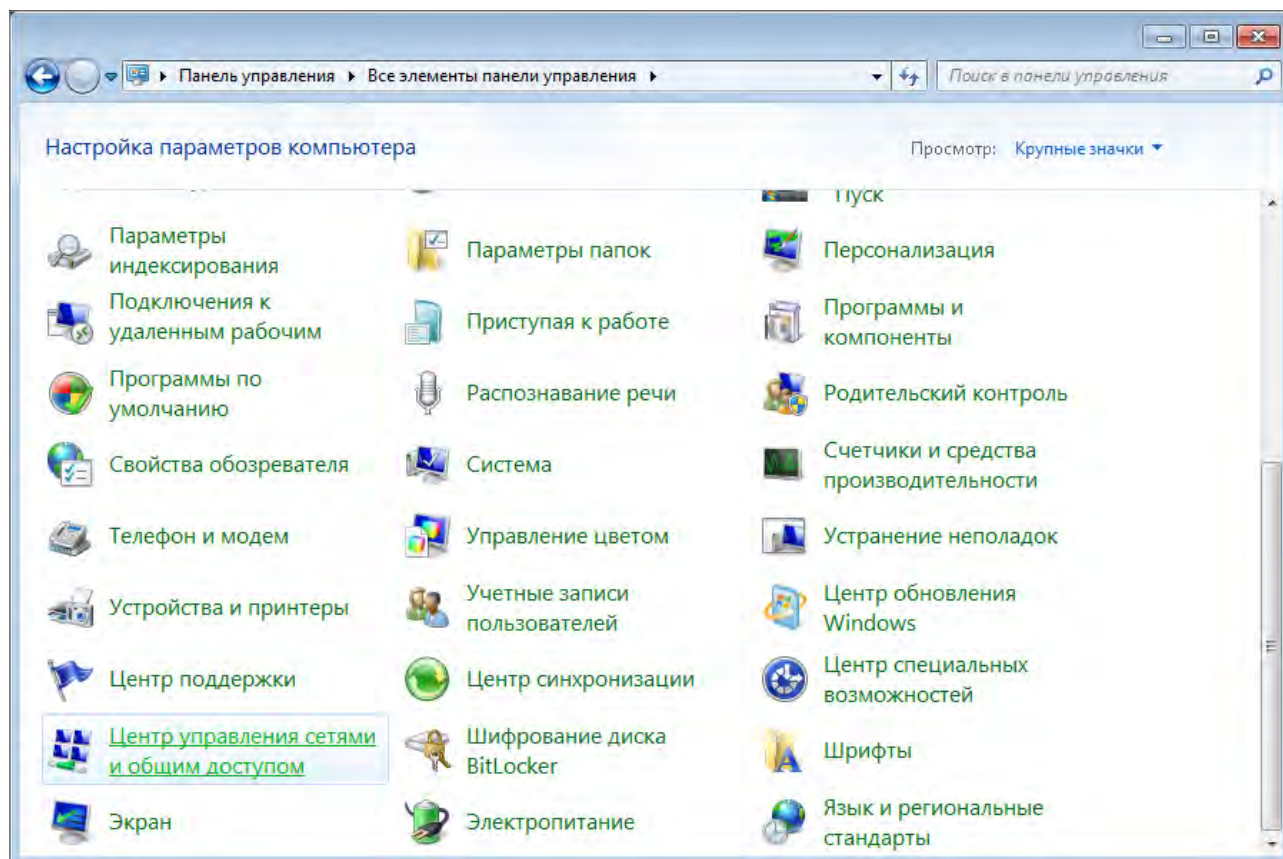 Панель управления ▸ Все элементы панели управления ▸
Поиск в панели управления
Настройка параметров компьютера
Просмотр: Крупные значки
Пуск
Параметры
индексирования
Параметры папок
Персонализация
Подключения к
удаленным рабочим
Приступая к работе
Программы и
компоненты
Программы по
умолчанию
Распознавание речи
Родительский контроль
Свойства обозревателя
Система
Счетчики и средства
производительности
Телефон и модем
Управление цветом
Устранение неполадок
Устройства и принтеры
Учетные записи
пользователей
Центр обновления
Windows
Центр поддержки
Центр синхронизации
Центр специальных
возможностей
Центр управления сетями
и общим доступом
Шифрование диска
BitLocker
Шрифты
Экран
Электропитание
Язык и региональные
стандарты